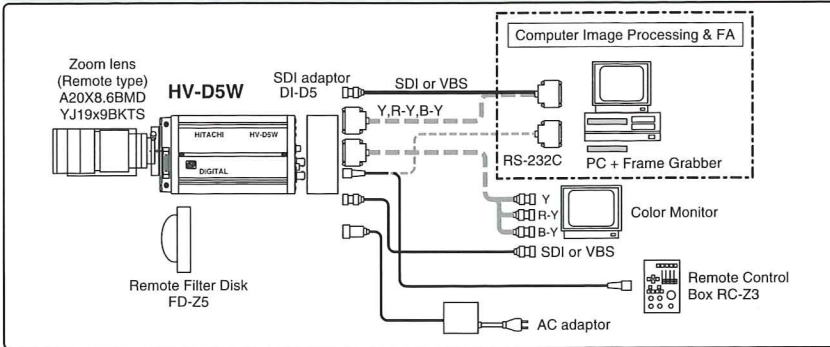 Computer Image Processing & FA
Zoom lens
(Remote type)
A20X8.6BMD
YJ19x9BKTS
HV-D5W
SDI adaptor
DI-D5
SDI or VBS
Y,R-Y,B-Y
HITACHI HV-D5W
DIGITAL
RS-232C
PC + Frame Grabber
Y
R-Y
B-Y
Color Monitor
SDI or VBS
Remote Filter Disk
FD-Z5
Remote Control
Box RC-Z3
AC adaptor